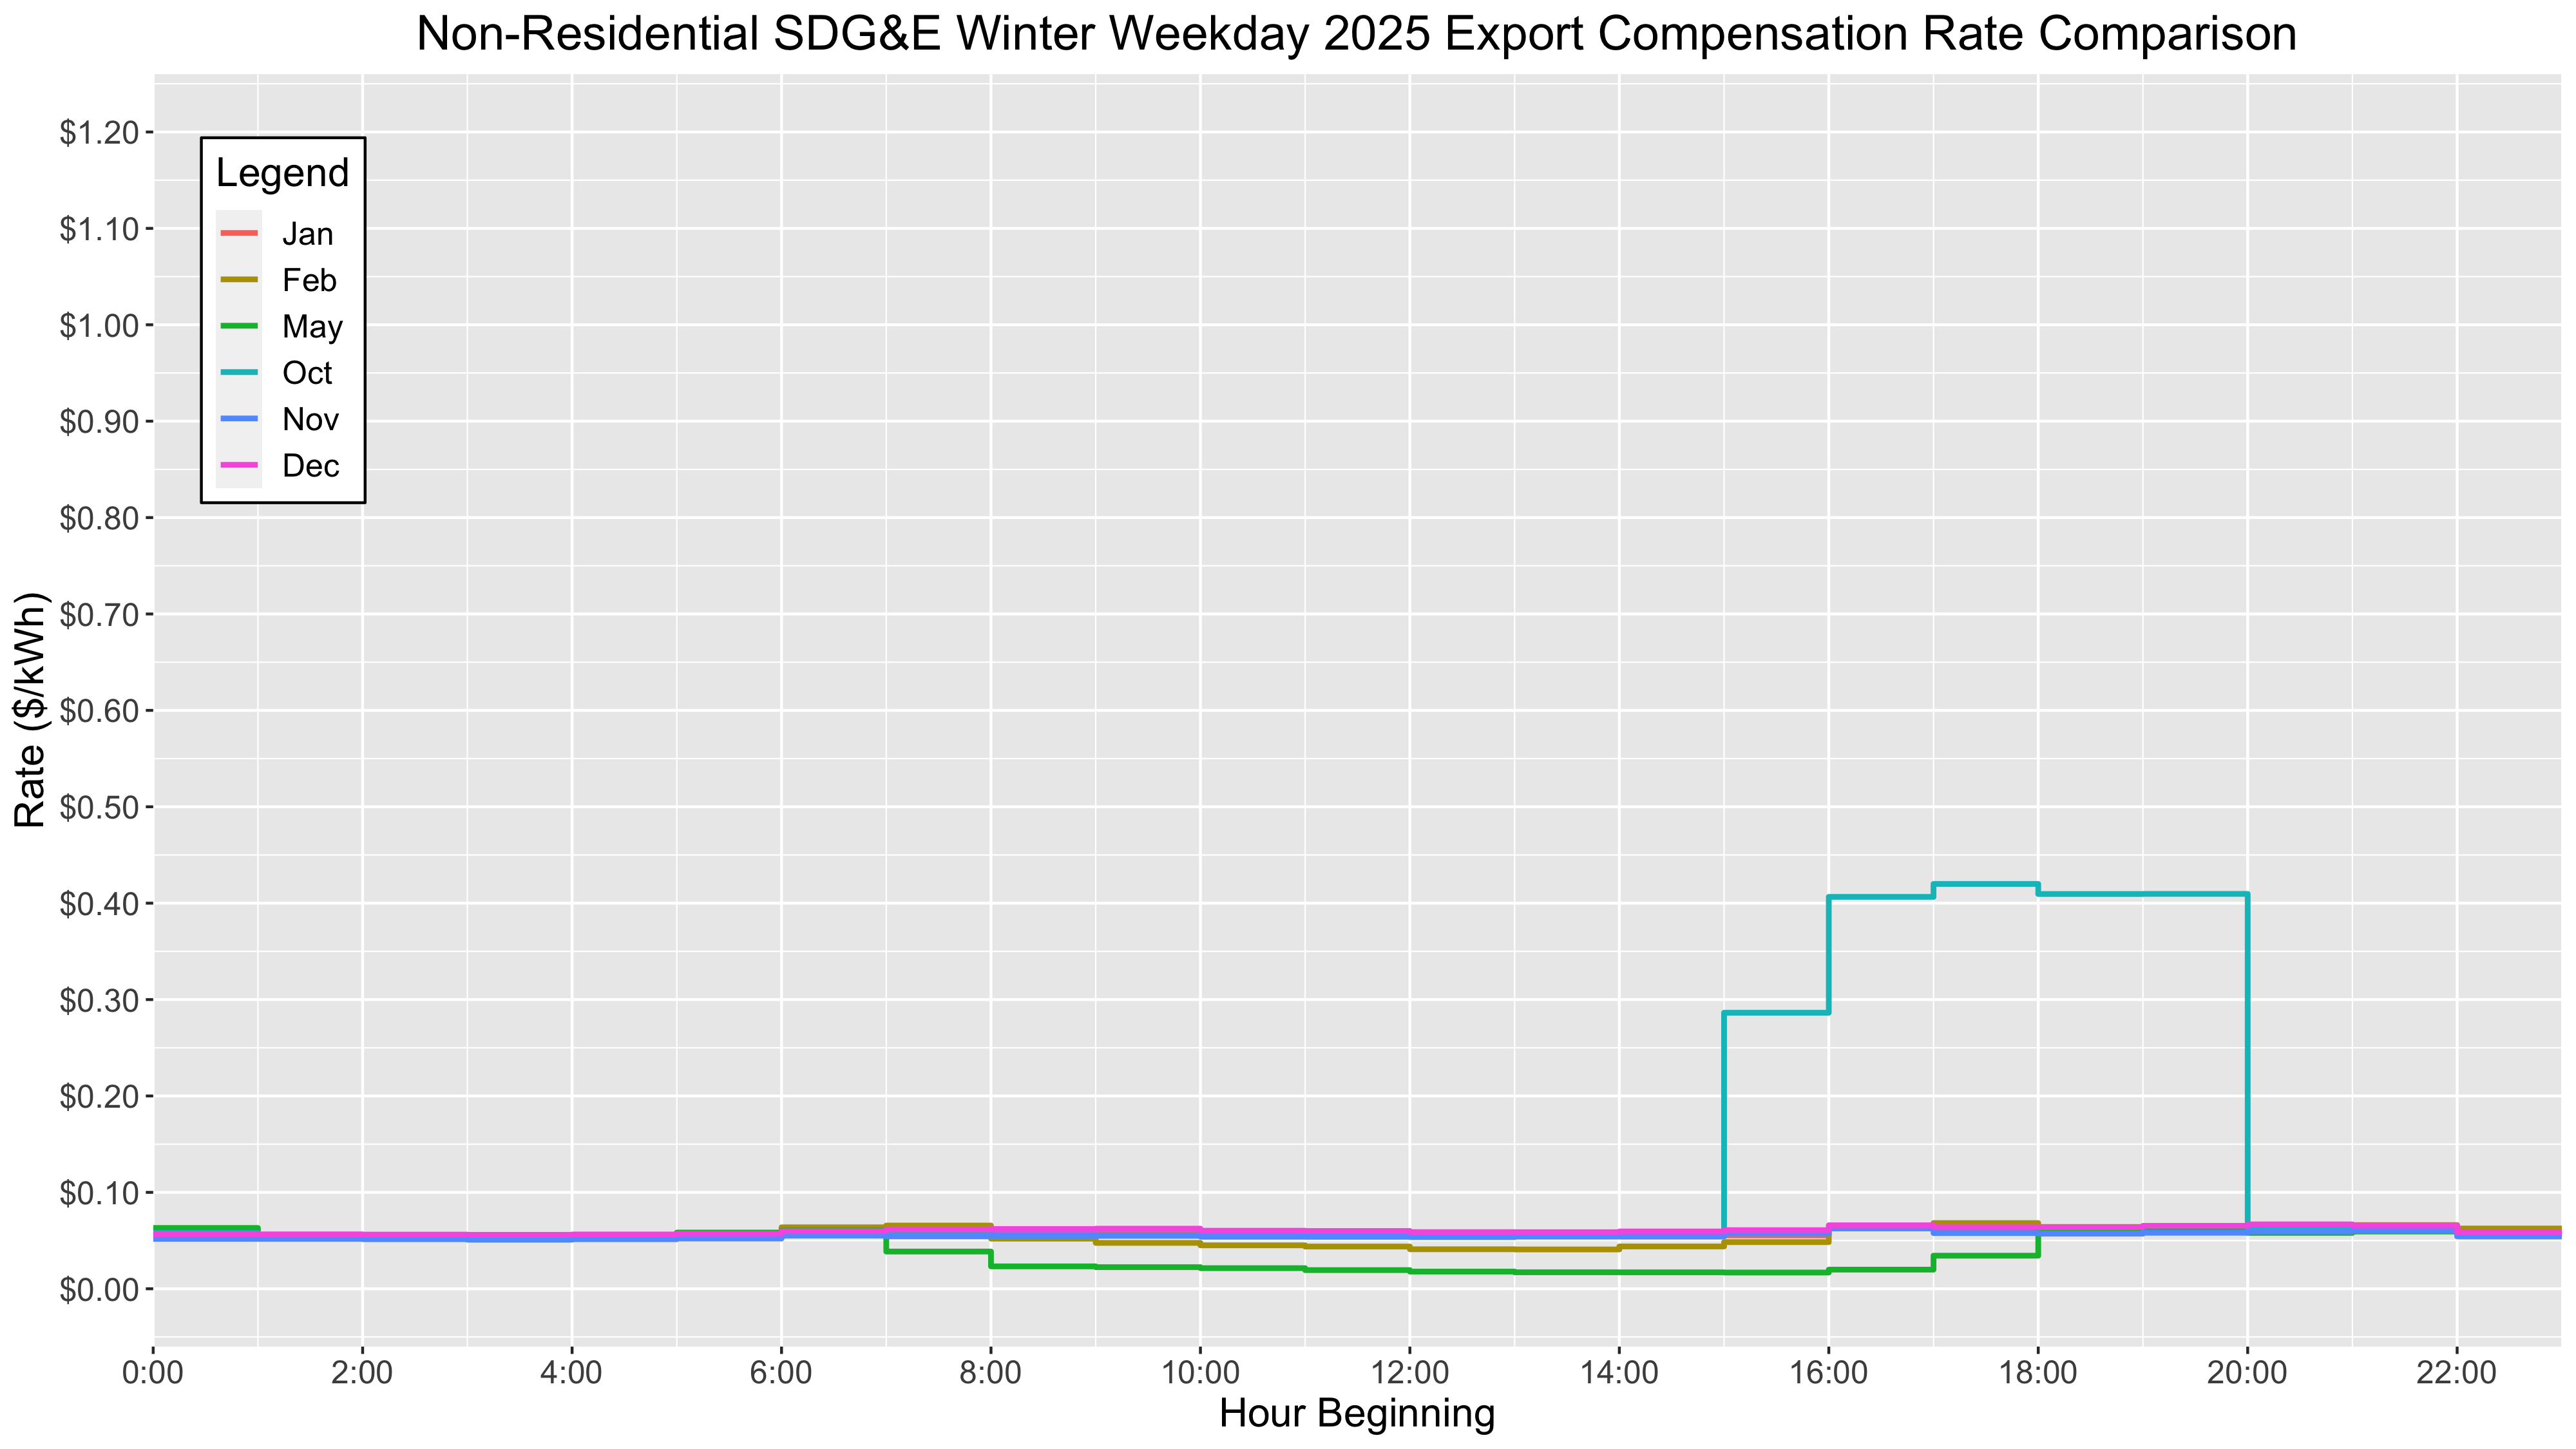 Non-Residential SDG&E Winter Weekday 2025 Export Compensation Rate Comparison
Rate ($/kWh)
$1.20
$1.10
$1.00
$0.90
$0.80
$0.70
$0.60
$0.50
$0.40
$0.30
$0.20
$0.10
$0.00
Legend
Jan
Feb
May
Oct
Nov
Dec
0:00 2:00 4:00 6:00 8:00 10:00 12:00 14:00 16:00 18:00 20:00 22:00
Hour Beginning